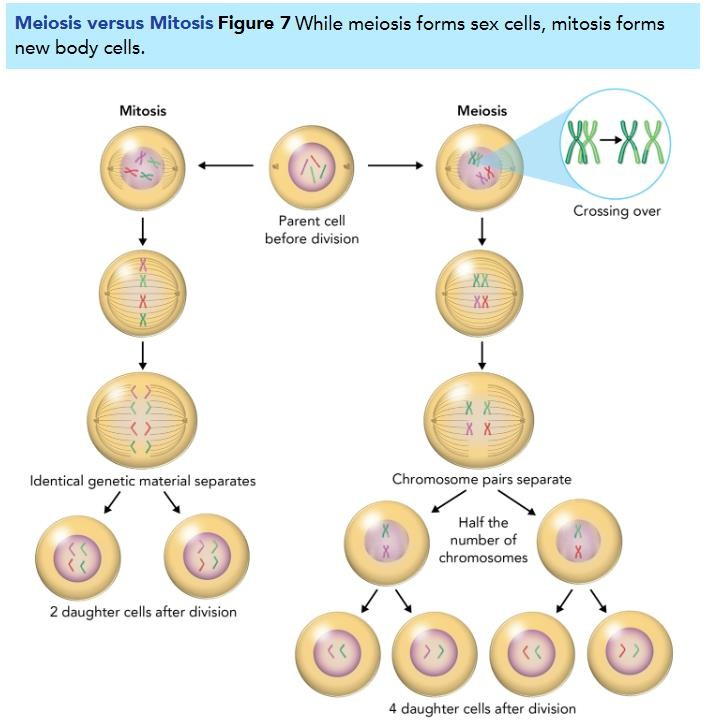 Meiosis versus Mitosis Figure 7 While meiosis forms sex cells, mitosis forms
new body cells.
Mitosis
Meiosis
Parent cell
before division
Crossing over
Identical genetic material separates
Chromosome pairs separate
Half the
number of
chromosomes
2 daughter cells after division
4 daughter cells after division